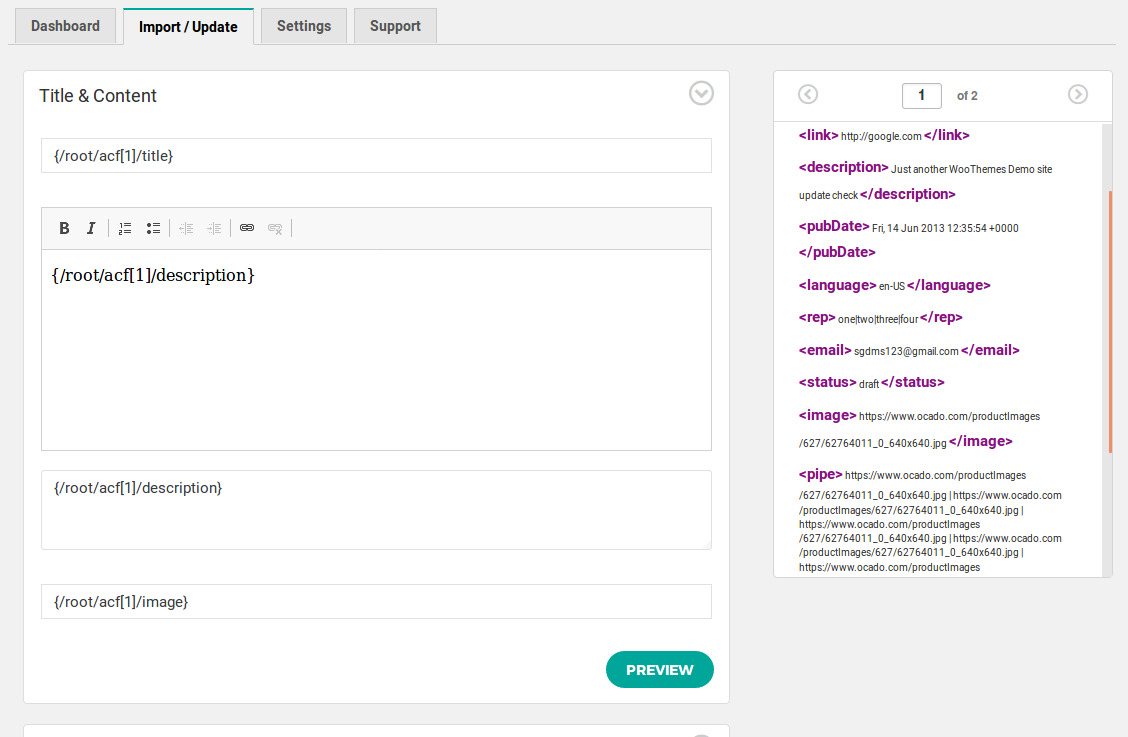 Dashboard
Import / Update
Settings
Support
Title & Content
{/root/acf[1]/title}
B I
{/root/acf[1]/description}
{/root/acf[1]/description}
{/root/acf[1]/image}
PREVIEW
1 of 2
<link> http://google.com </link>
<description> Just another WooThemes Demo site
update check </description>
<pubDate> Fri, 14 Jun 2013 12:35:54 +0000
</pubDate>
<language> en-US </language>
<rep> one|two|three|four </rep>
<email> sgdms123@gmail.com </email>
<status> draft </status>
<image> https://www.ocado.com/productImages
/627/62764011_0_640x640.jpg </image>
<pipe> https://www.ocado.com/productImages
/627/62764011_0_640x640.jpg | https://www.ocado.com
/productImages/627/62764011_0_640x640.jpg |
https://www.ocado.com/productImages
/627/62764011_0_640x640.jpg | https://www.ocado.com
/productImages/627/62764011_0_640x640.jpg |
https://www.ocado.com/productImages